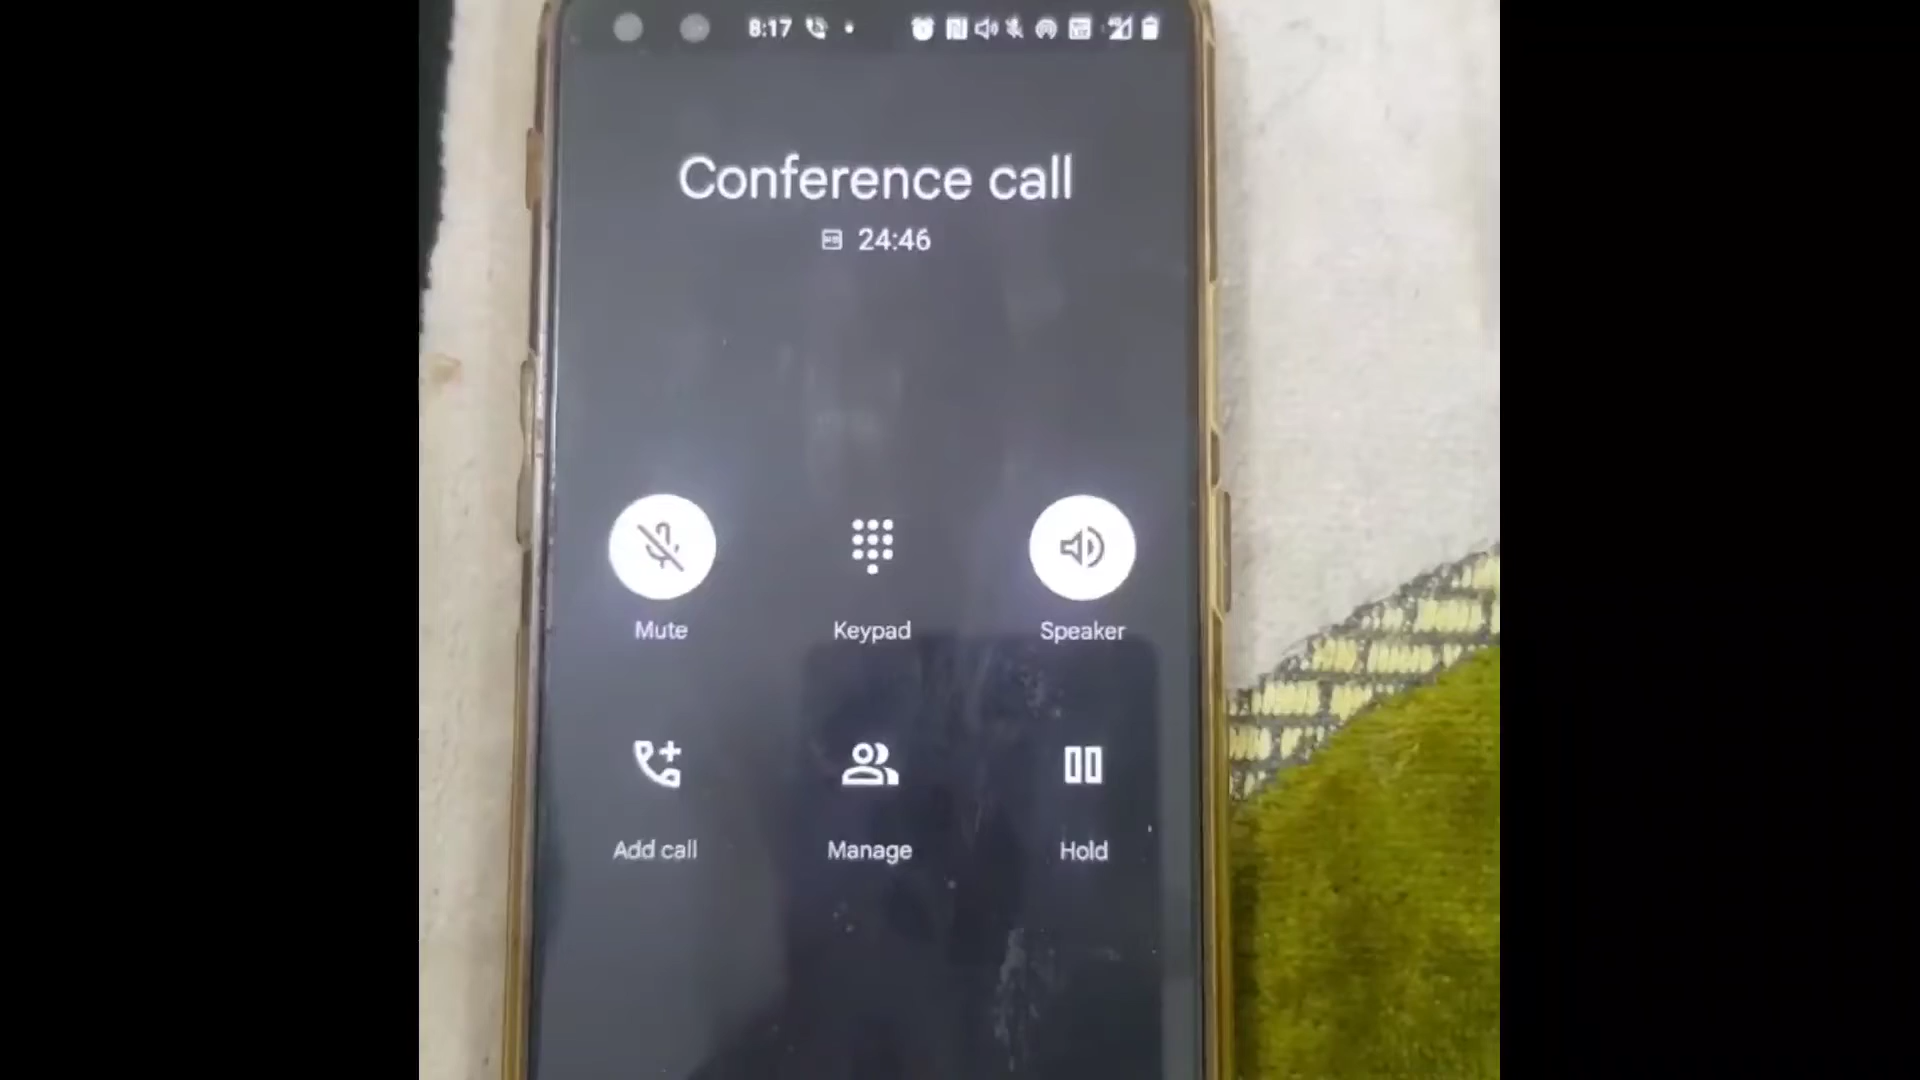 8:17
Conference call
24:46
Mute Keypad Speaker
Add call Manage Hold